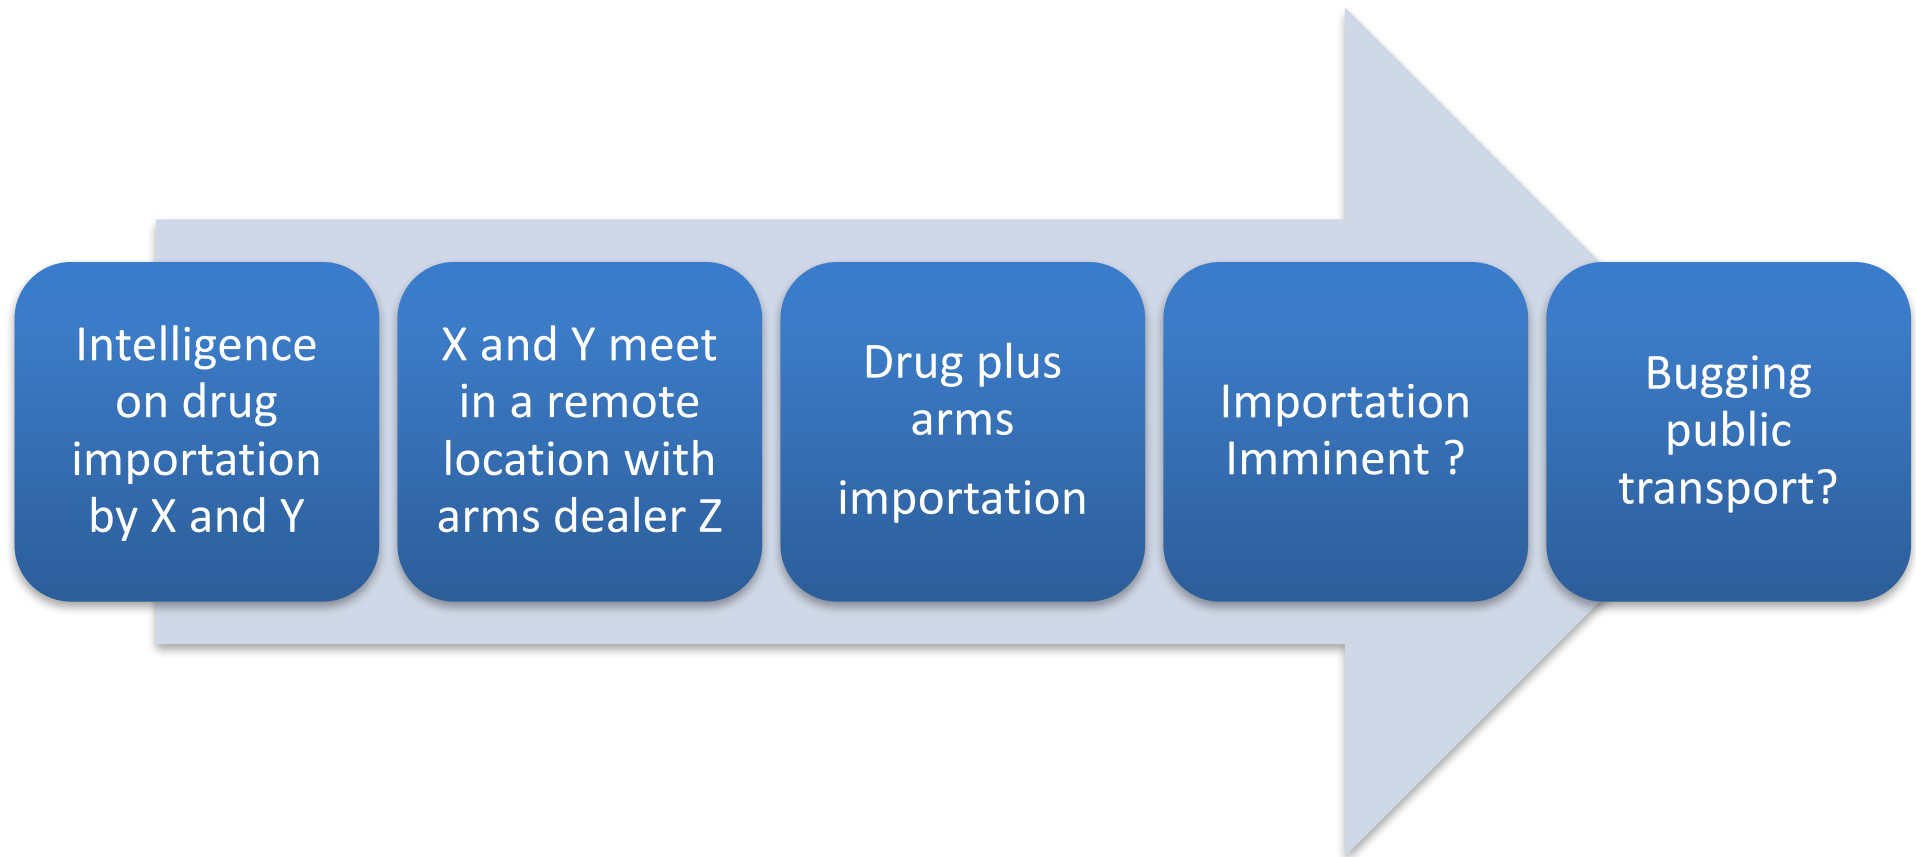 Intelligence
on drug
importation
by X and Y
X and Y meet
in a remote
location with
arms dealer Z
Drug plus
arms
importation
Importation
Imminent ?
Bugging
public
transport?